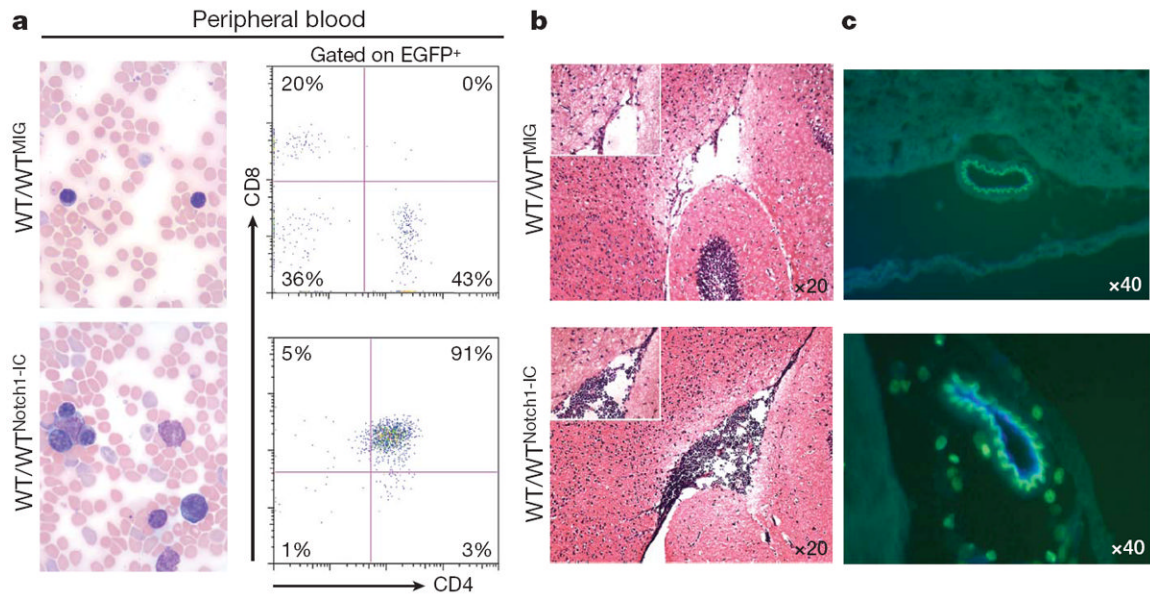 a
Peripheral blood
Gated on EGFP+
WT/WTMIG
20%
0%
36%
43%
CD8
WT/WTNotch1-IC
5%
91%
1%
3%
CD4
b
WT/WTMIG
×20
WT/WTNotch1-IC
×20
c
×40
×40